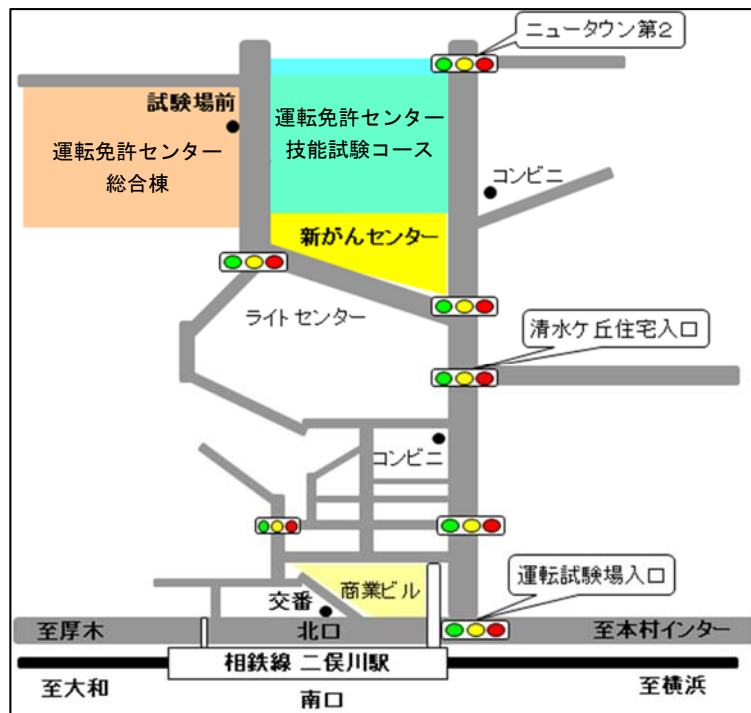 ニュータウン第2
試験場前
運転免許センター
総合棟
運転免許センター
技能試験コース
コンビニ
新がんセンター
ライトセンター
清水ケ丘住宅入口
コンビニ
運転試験場入口
商業ビル
交番
至厚木
北口
至本村インター
相鉄線 二俣川駅
至大和
南口
至横浜